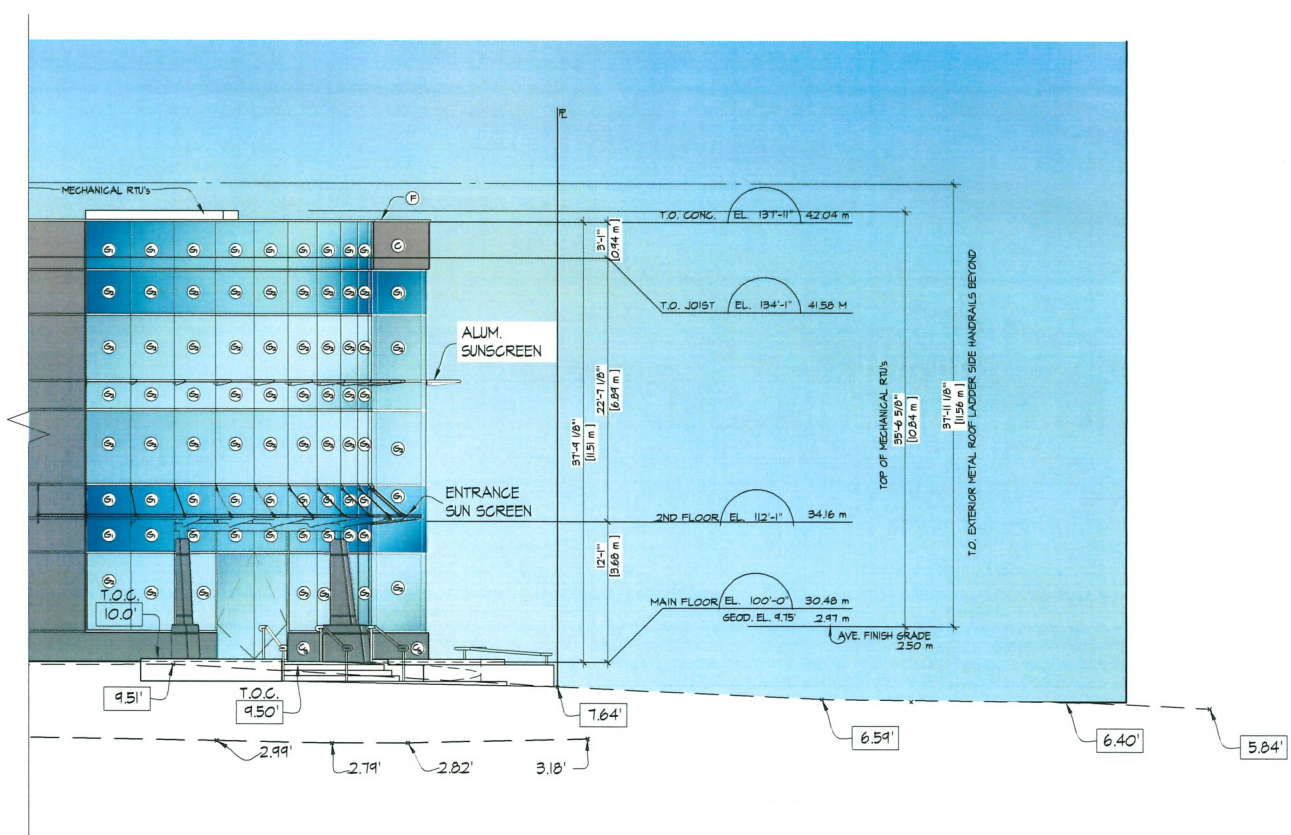 PL
MECHANICAL RTU's
F
T.O. CONC. EL. 137'-11" 42.04 m
3'-1"
[0.94 m]
C
T.O. JOIST EL. 134'-1" 41.58 M
ALUM.
SUNSCREEN
37'-9 1/8"
[11.51 m]
22'-7 1/8"
[6.89 m]
TOP OF MECHANICAL RTU's
35'-6 5/8"
[10.84 m]
37'-11 1/8"
[11.56 m]
T.O. EXTERIOR METAL ROOF LADDER SIDE HANDRAILS BEYOND
ENTRANCE
SUN SCREEN
2ND FLOOR EL. 112'-1" 34.16 m
12'-1"
[3.68 m]
MAIN FLOOR EL. 100'-0" 30.48 m
GEOD. EL. 9.75' 2.97 m
AVE. FINISH GRADE
2.50 m
T.O.C.
10.0'
9.51'
T.O.C.
9.50'
7.64'
6.59'
6.40'
5.84'
2.99'
2.79'
2.82'
3.18'